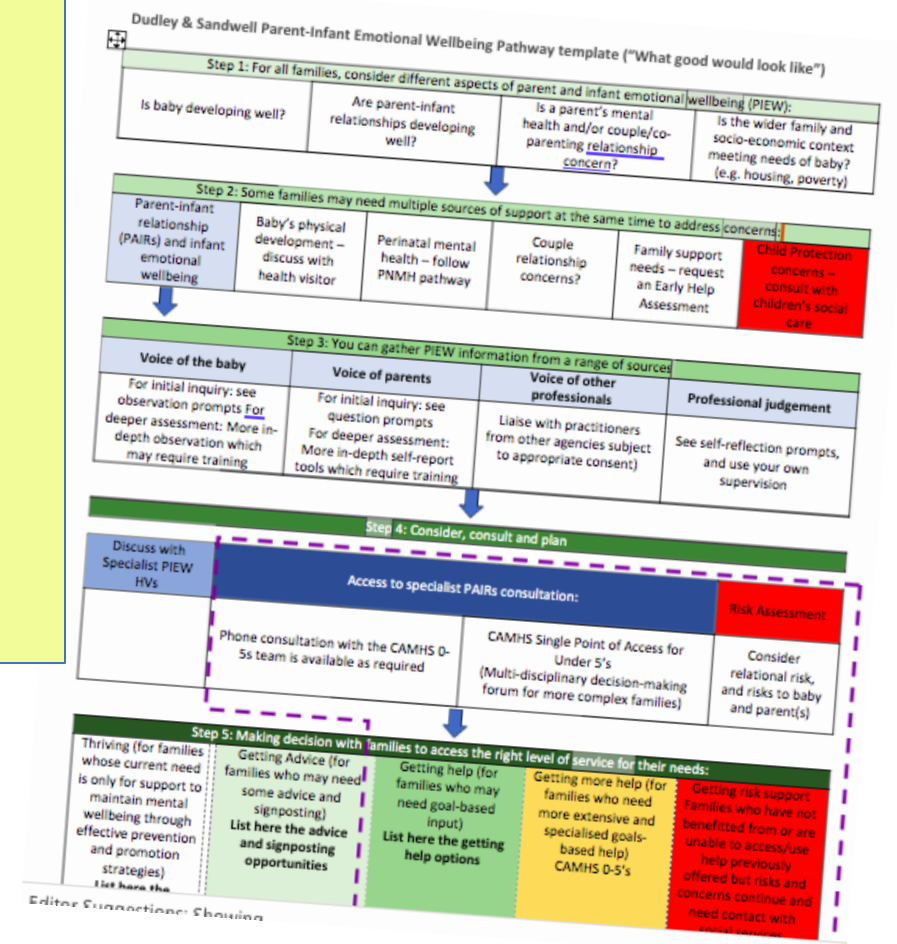 Dudley & Sandwell Parent-Infant Emotional Wellbeing Pathway template ("What good would look like")
Step 1: For all families, consider different aspects of parent and infant emotional wellbeing (PIEW):
Is baby developing well?
Are parent-infant
relationships developing
well?
Is a parent's mental
health and/or couple/co-
parenting relationship
concern?
Is the wider family and
socio-economic context
meeting needs of baby?
(e.g. housing, poverty)
Step 2: Some families may need multiple sources of support at the same time to address concerns:
Parent-infant
relationship
(PAIRs) and infant
emotional
wellbeing
Baby's physical
development –
discuss with
health visitor
Perinatal mental
health – follow
PNMH pathway
Couple
relationship
concerns?
Family support
needs – request
an Early Help
Assessment
Child Protection
concerns –
consult with
children's social
care
Step 3: You can gather PIEW information from a range of sources
Voice of the baby
For initial inquiry: see
observation prompts For
deeper assessment: More in-
depth observation which
may require training
Voice of parents
For initial inquiry: see
question prompts
For deeper assessment:
More in-depth self-report
tools which require training
Voice of other
professionals
Liaise with practitioners
from other agencies subject
to appropriate consent)
Professional judgement
See self-reflection prompts,
and use your own
supervision
Step 4: Consider, consult and plan
Discuss with
Specialist PIEW
HVs
Access to specialist PAIRs consultation:
Risk Assessment
Phone consultation with the CAMHS 0-
5s team is available as required
CAMHS Single Point of Access for
Under 5's
(Multi-disciplinary decision-making
forum for more complex families)
Consider
relational risk,
and risks to baby
and parent(s)
Step 5: Making decision with families to access the right level of service for their needs:
Thriving (for families
whose current need
is only for support to
maintain mental
wellbeing through
effective prevention
and promotion
strategies)
List here the
Getting Advice (for
families who may need
some advice and
signposting)
List here the advice
and signposting
opportunities
Getting help (for
families who may
need goal-based
input)
List here the getting
help options
Getting more help (for
families who need
more extensive and
specialised goals-
based help)
CAMHS 0-5's
Getting risk support
Families who have not
benefitted from or are
unable to access/use
help previously
offered but risks and
concerns continue and
need contact with
social services
Editor Suggestions: Showing